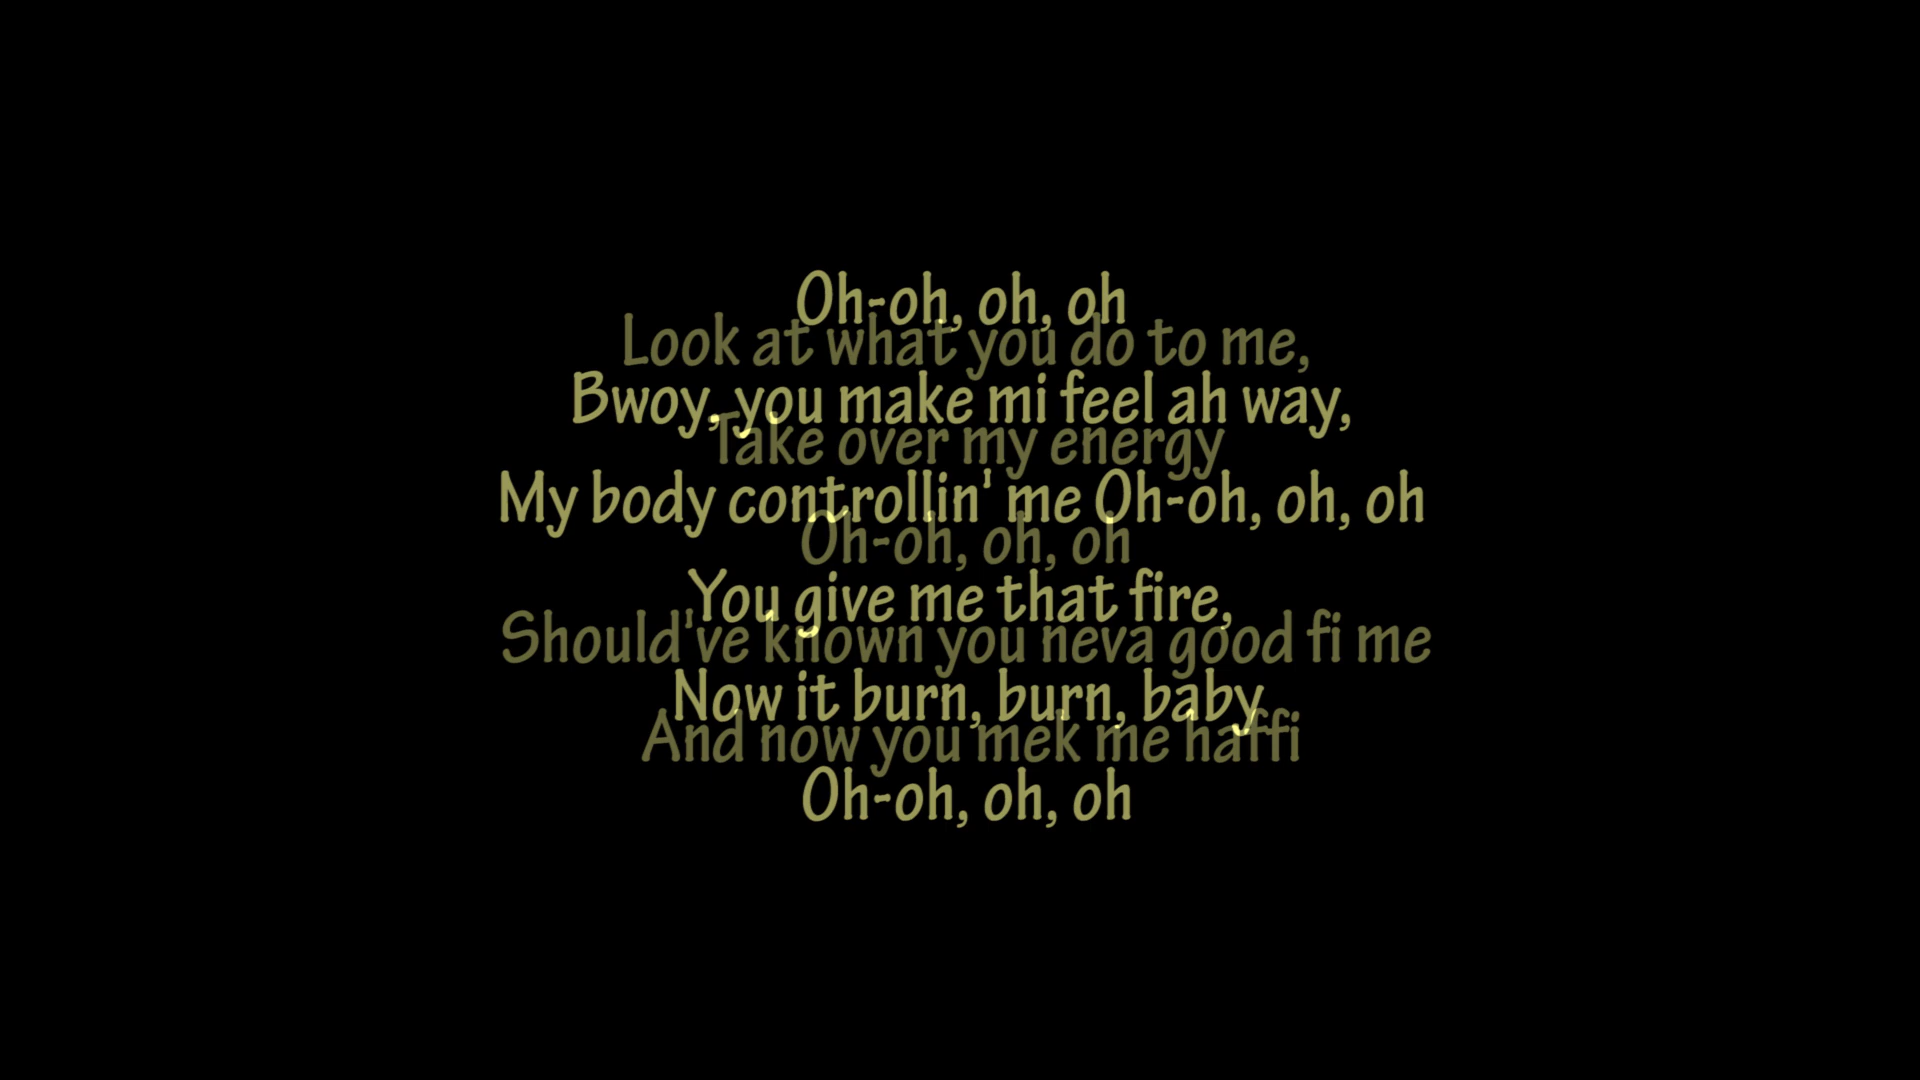 Oh-oh, oh, oh
Look at what you do to me,
Bwoy, you make mi feel ah way,
Take over my energy
My body controllin' me Oh-oh, oh, oh
Oh-oh, oh, oh
You give me that fire,
Should've known you neva good fi me
Now it burn, burn, baby
And now you mek me haffi
Oh-oh, oh, oh